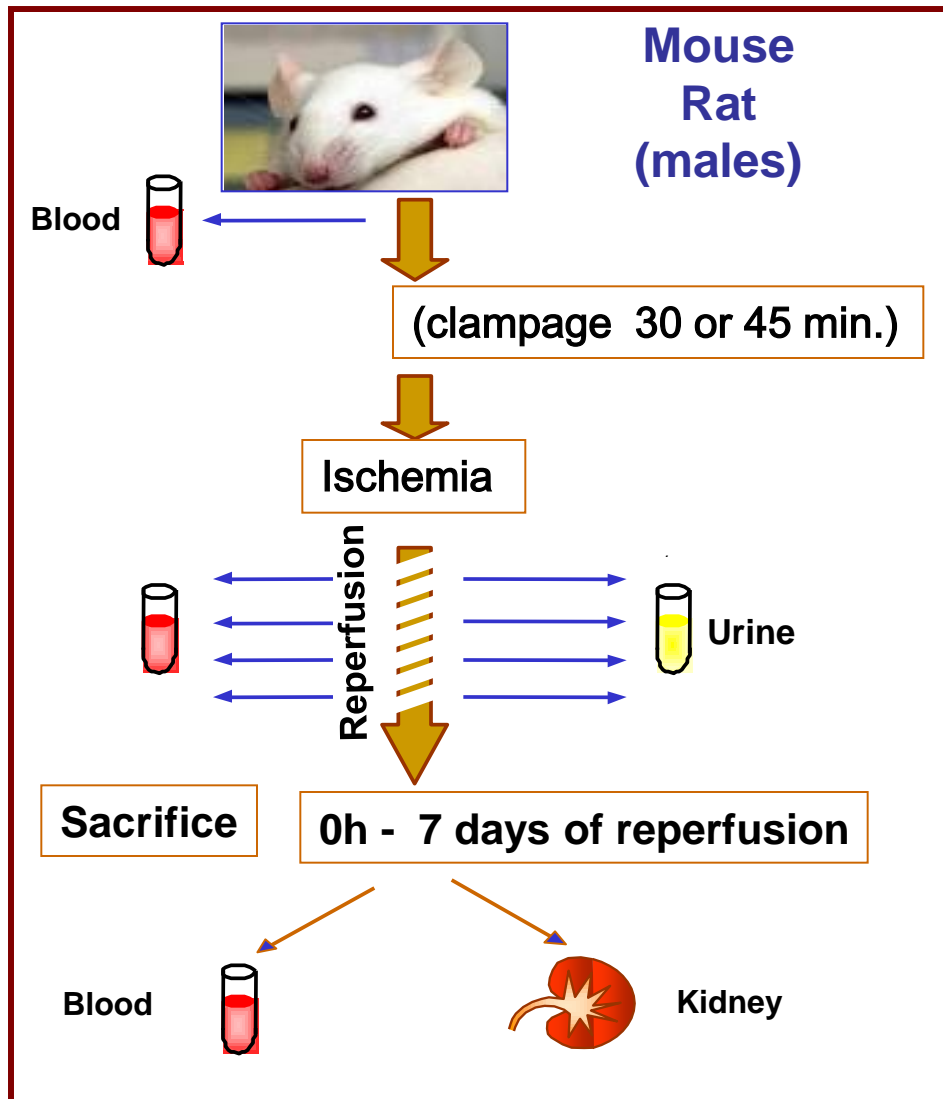 Mouse
Rat
(males)
Blood
(clampage 30 or 45 min.)
Ischemia
Reperfusion
Urine
Sacrifice
0h - 7 days of reperfusion
Blood
Kidney